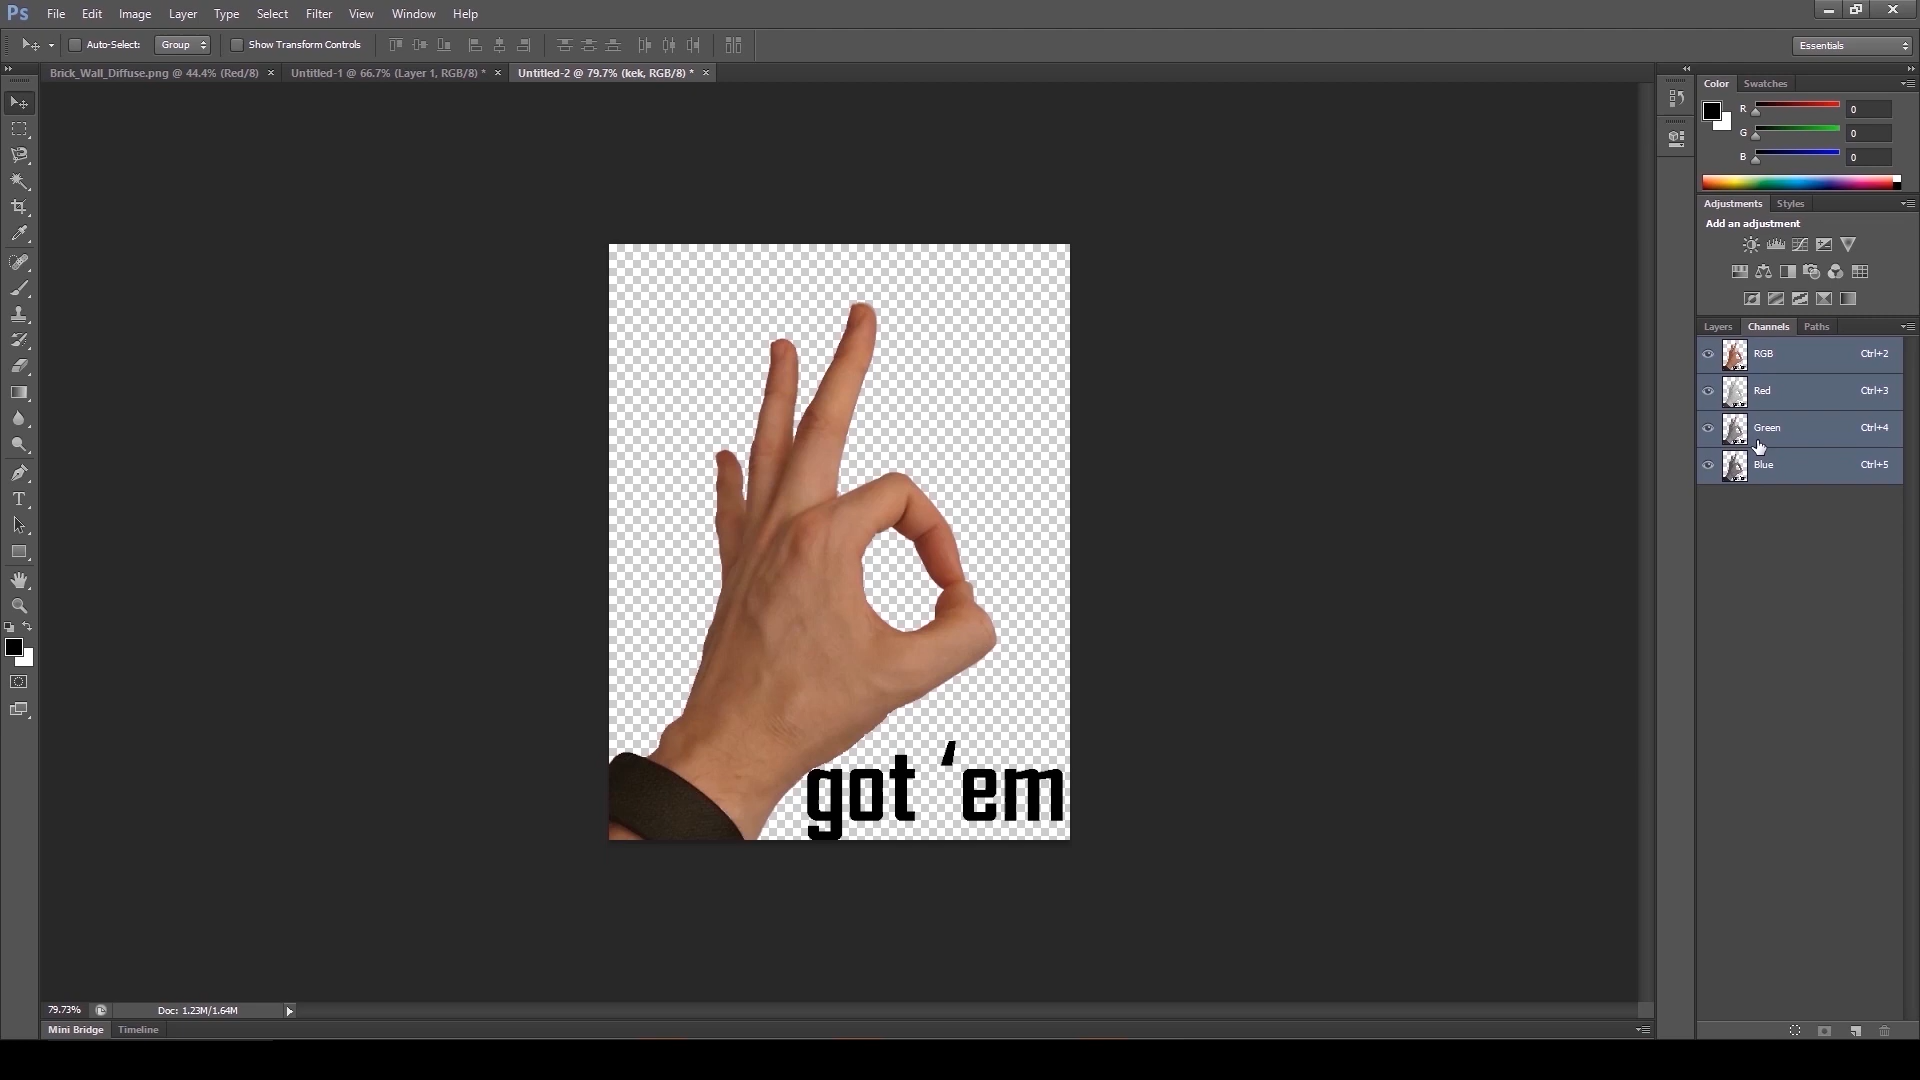 Ps File Edit Image Layer Type Select Filter View Window Help
Auto-Select: Group Show Transform Controls Essentials
Brick_Wall_Diffuse.png @ 44.4% (Red/8) × Untitled-1 @ 66.7% (Layer 1, RGB/8) * × Untitled-2 @ 79.7% (kek, RGB/8) * ×
Color Swatches
R 0
G 0
B 0
Adjustments Styles
Add an adjustment
Layers Channels Paths
RGB Ctrl+2
Red Ctrl+3
Green Ctrl+4
Blue Ctrl+5
T
got ‘em
79.73% Doc: 1.23M/1.64M
Mini Bridge Timeline